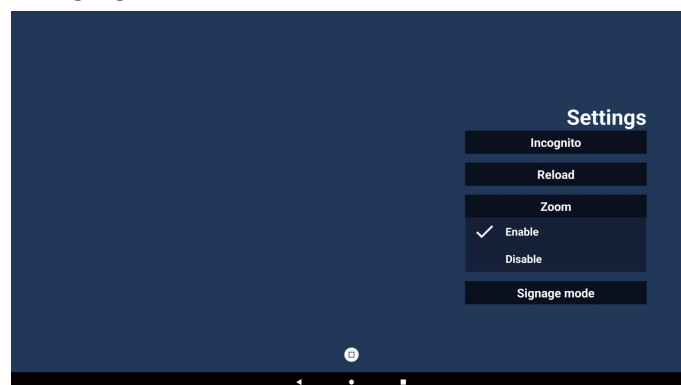 Settings
Incognito
Reload
Zoom
Enable
Disable
Signage mode